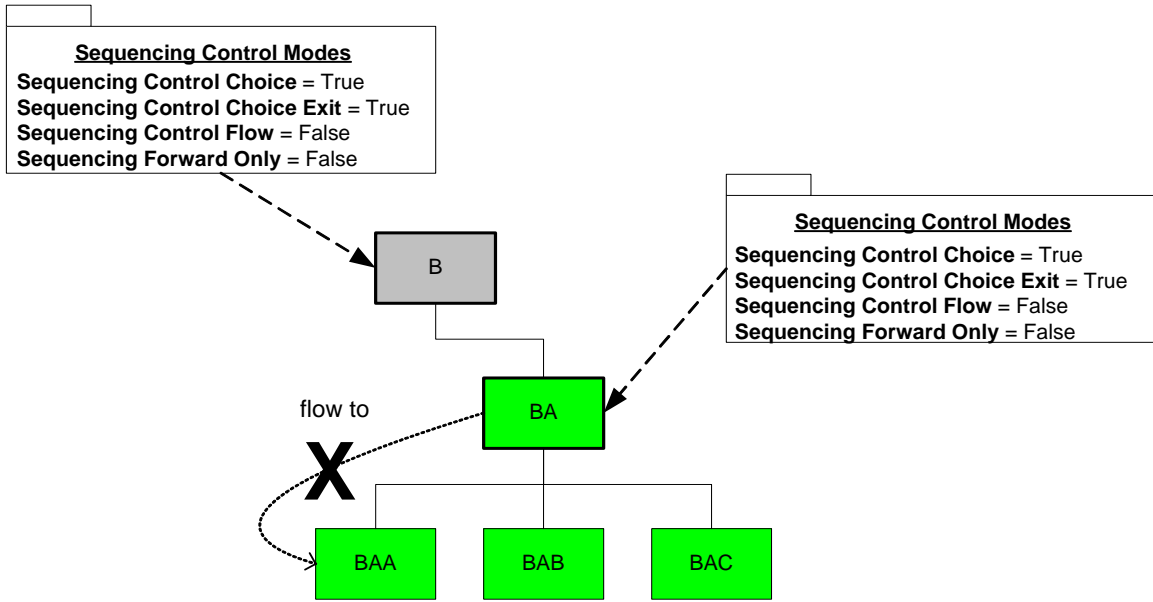 Sequencing Control Modes
Sequencing Control Choice = True
Sequencing Control Choice Exit = True
Sequencing Control Flow = False
Sequencing Forward Only = False
Sequencing Control Modes
Sequencing Control Choice = True
Sequencing Control Choice Exit = True
Sequencing Control Flow = False
Sequencing Forward Only = False
B
BA
flow to
X
BAA
BAB
BAC